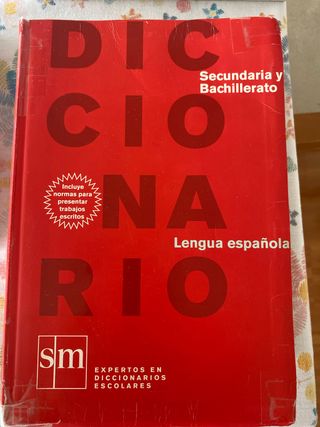 DIC
Secundaria y
Bachillerato
CIO
Incluye
normas para
presentar
trabajos
escritos
NA
Lengua española
RIO
sm
EXPERTOS EN
DICCIONARIOS
ESCOLARES